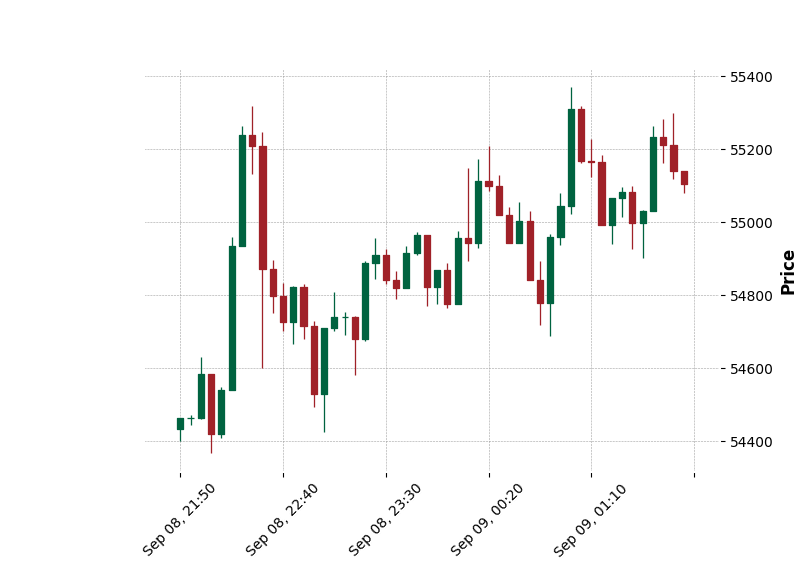 55400
55200
55000
54800
54600
54400
Price
Sep 08, 21:50
Sep 08, 22:40
Sep 08, 23:30
Sep 09, 00:20
Sep 09, 01:10